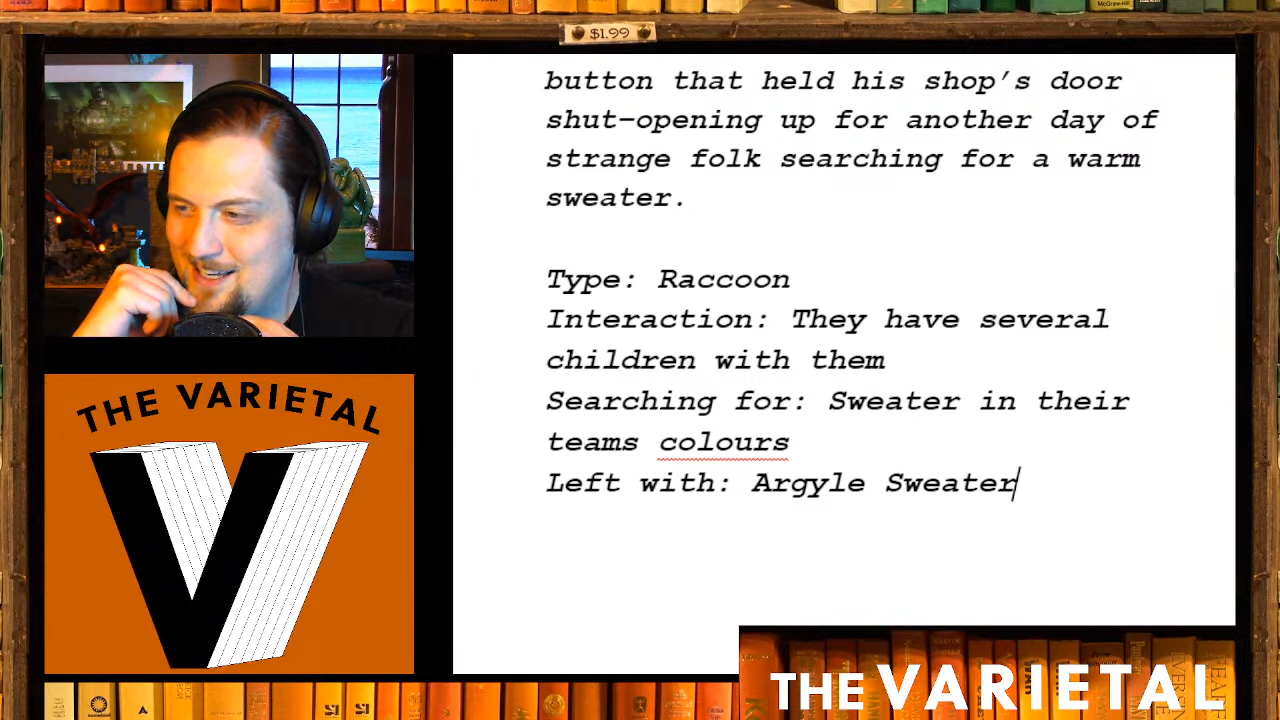 $1.99
button that held his shop's door
shut-opening up for another day of
strange folk searching for a warm
sweater.
Type: Raccoon
Interaction: They have several
children with them
Searching for: Sweater in their
teams colours
Left with: Argyle Sweater
THE VARIETAL
THE VARIETAL